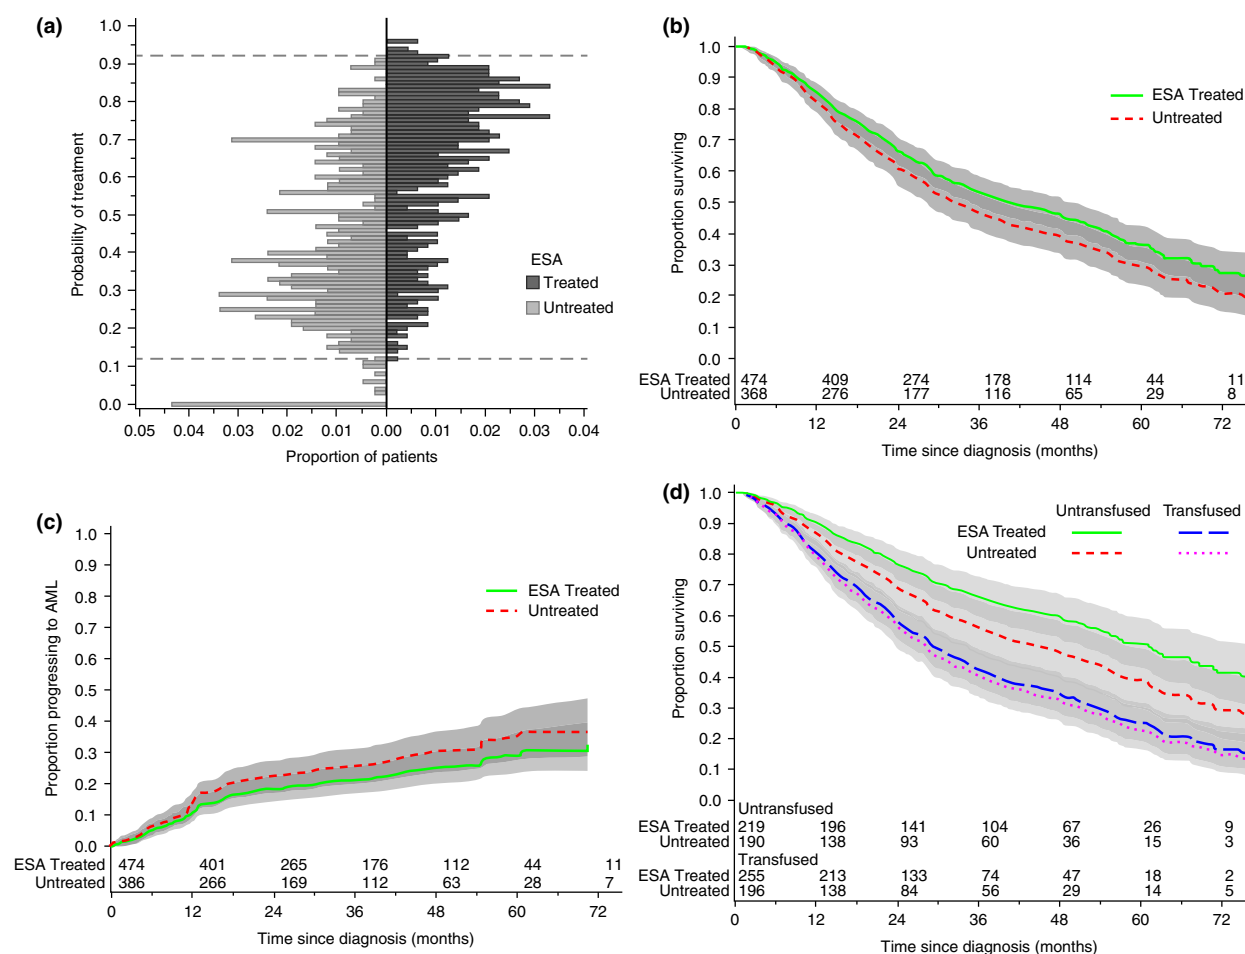 (a)
1.0
0.9
0.8
0.7
0.6
0.5
0.4
0.3
0.2
0.1
0.0
Probability of treatment
ESA
Treated
Untreated
0.05 0.03 0.03 0.02 0.01 0.00 0.01 0.02 0.03 0.04
Proportion of patients
(b)
1.0
0.9
0.8
0.7
0.6
0.5
0.4
0.3
0.2
0.1
0.0
Proportion surviving
ESA Treated
Untreated
ESA Treated 474 409 274 178 114 44 11
Untreated 368 276 177 116 65 29 8
0 12 24 36 48 60 72
Time since diagnosis (months)
(c)
1.0
0.9
0.8
0.7
0.6
0.5
0.4
0.3
0.2
0.1
0.0
Proportion progressing to AML
ESA Treated
Untreated
ESA Treated 474 401 265 176 112 44 11
Untreated 386 266 169 112 63 28 7
0 12 24 36 48 60 72
Time since diagnosis (months)
(d)
1.0
0.9
0.8
0.7
0.6
0.5
0.4
0.3
0.2
0.1
0.0
Proportion surviving
Untransfused Transfused
ESA Treated
Untreated
Untransfused
ESA Treated 219 196 141 104 67 26 9
Untreated 190 138 93 60 36 15 3
Transfused
ESA Treated 255 213 133 74 47 18 2
Untreated 196 138 84 56 29 14 5
0 12 24 36 48 60 72
Time since diagnosis (months)